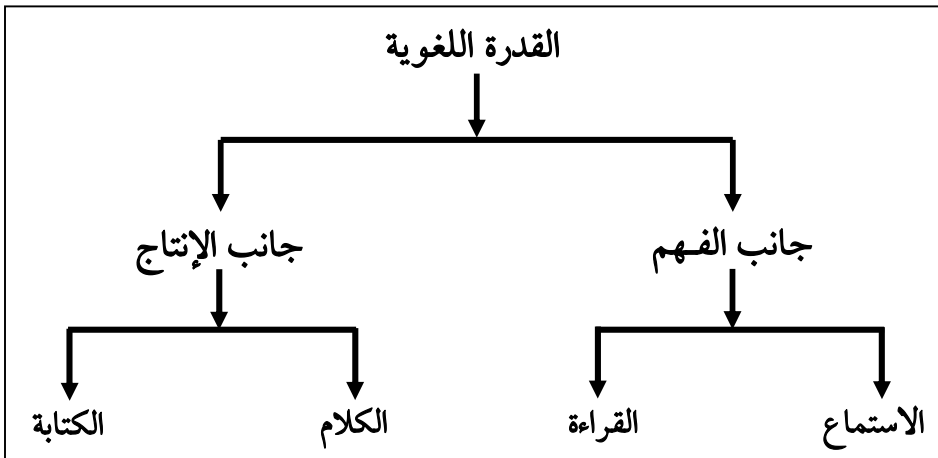 القدرة اللغوية
جانب الفهم
جانب الإنتاج
الاستماع
القراءة
الكلام
الكتابة